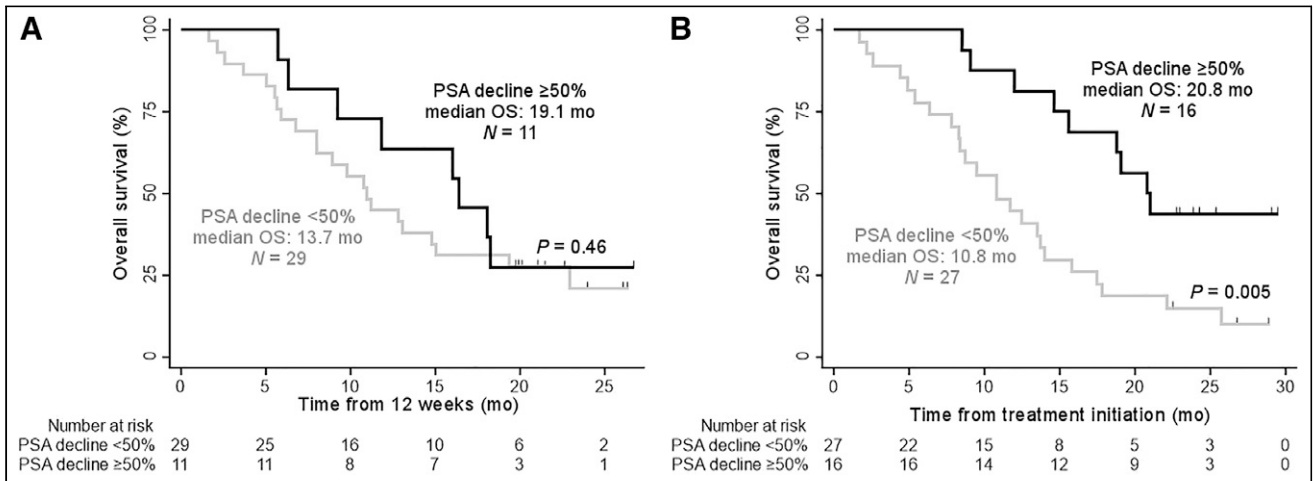 A
Overall survival (%)
100
75
50
25
0
PSA decline ≥50%
median OS: 19.1 mo
N = 11
PSA decline <50%
median OS: 13.7 mo
N = 29
P = 0.46
0 5 10 15 20 25
Time from 12 weeks (mo)
Number at risk
PSA decline <50% 29 25 16 10 6 2
PSA decline ≥50% 11 11 8 7 3 1
B
Overall survival (%)
100
75
50
25
0
PSA decline ≥50%
median OS: 20.8 mo
N = 16
PSA decline <50%
median OS: 10.8 mo
N = 27
P = 0.005
0 5 10 15 20 25 30
Time from treatment initiation (mo)
Number at risk
PSA decline <50% 27 22 15 8 5 3 0
PSA decline ≥50% 16 16 14 12 9 3 0